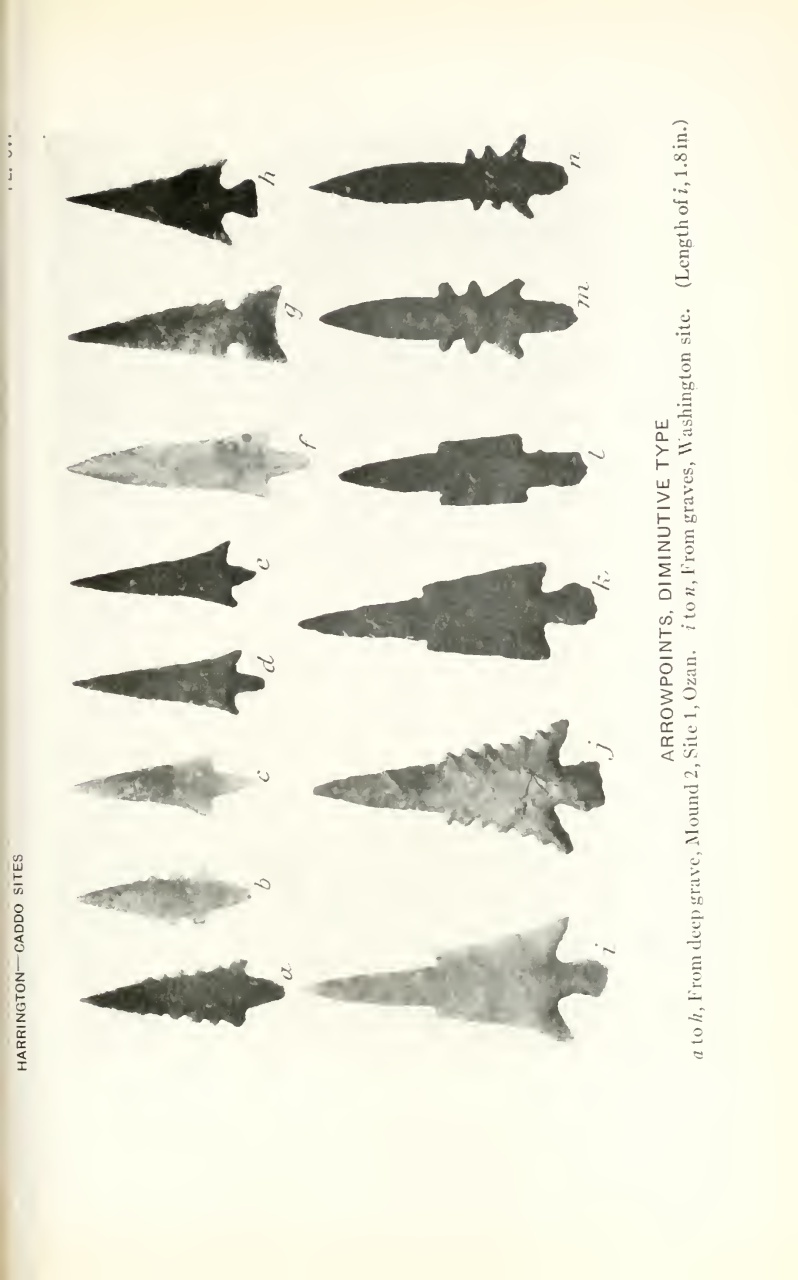 HARRINGTON—CADDO SITES
a
b
c
d
e
f
g
h
i
j
k
l
m
n
ARROWPOINTS, DIMINUTIVE TYPE
a to h, From deep grave, Mound 2, Site 1, Ozan. i to n, From graves, Washington site. (Length of i, 1.8 in.)